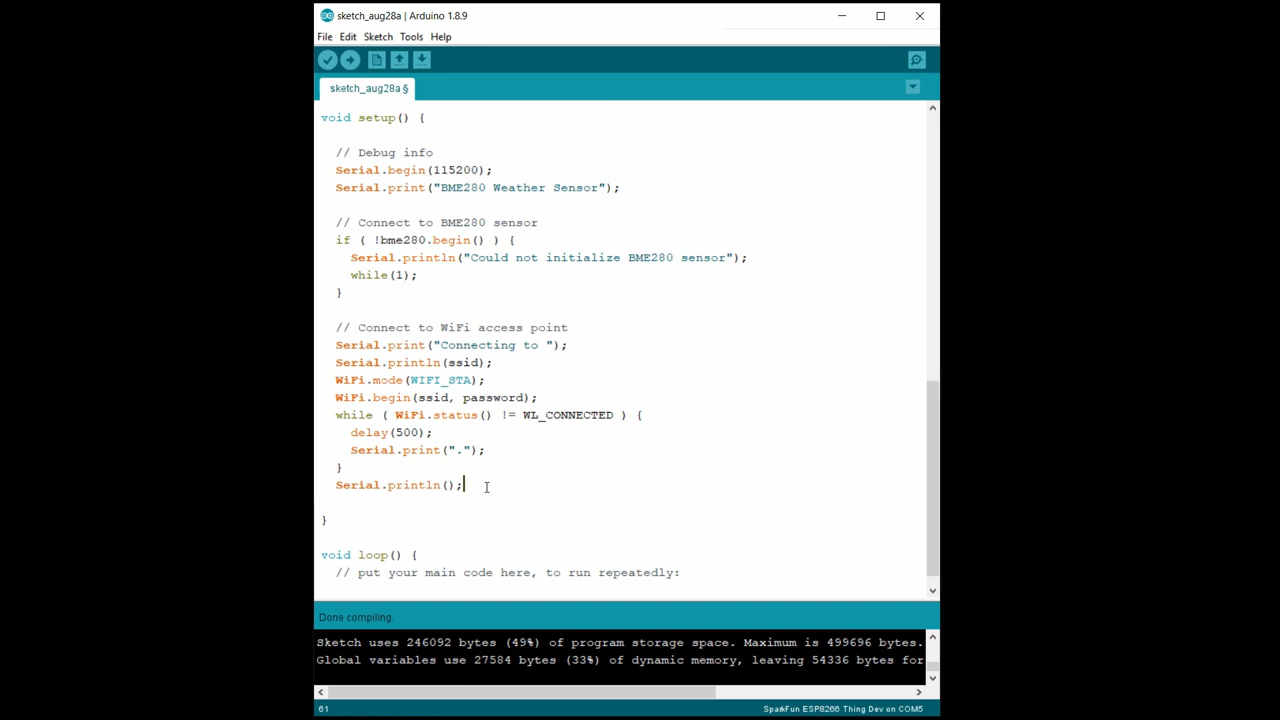 sketch_aug28a | Arduino 1.8.9
File Edit Sketch Tools Help
sketch_aug28a §
void setup() {
// Debug info
Serial.begin(115200);
Serial.print("BME280 Weather Sensor");
// Connect to BME280 sensor
if ( !bme280.begin() ) {
Serial.println("Could not initialize BME280 sensor");
while(1);
}
// Connect to WiFi access point
Serial.print("Connecting to ");
Serial.println(ssid);
WiFi.mode(WIFI_STA);
WiFi.begin(ssid, password);
while ( WiFi.status() != WL_CONNECTED ) {
delay(500);
Serial.print(".");
}
Serial.println();
}
void loop() {
// put your main code here, to run repeatedly:
Done compiling.
Sketch uses 246092 bytes (49%) of program storage space. Maximum is 499696 bytes.
Global variables use 27584 bytes (33%) of dynamic memory, leaving 54336 bytes for
61 SparkFun ESP8266 Thing Dev on COM5